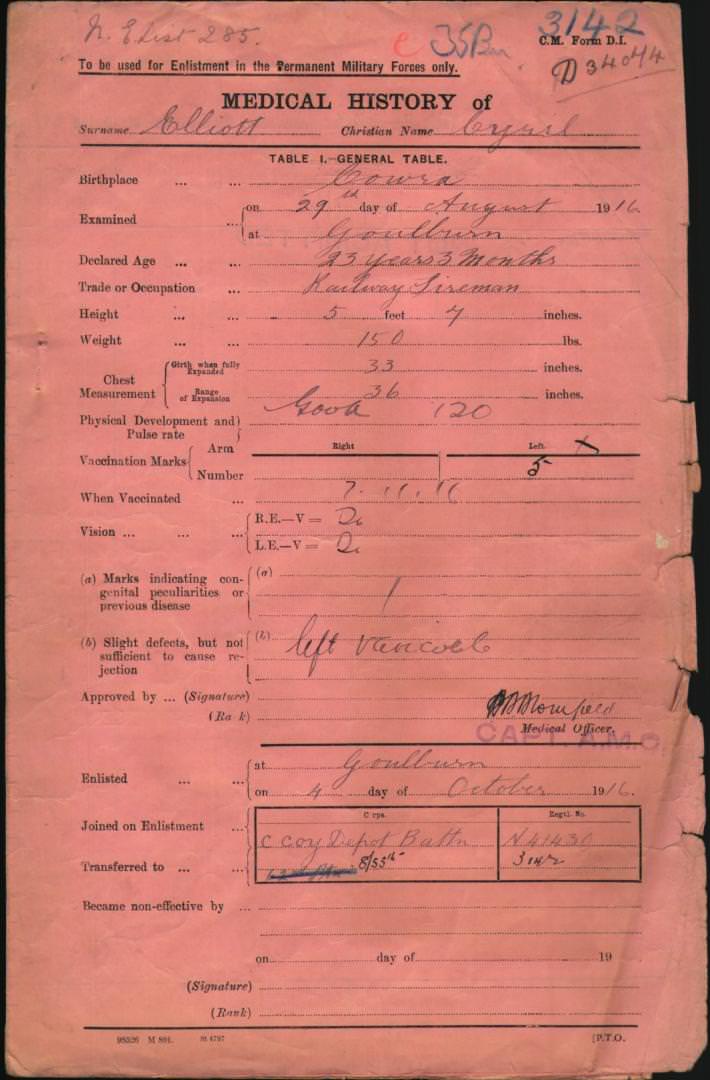 N. E List 285.
35 Bn
3142
C.M. Form D.I.
D 34044
To be used for Enlistment in the Permanent Military Forces only.
MEDICAL HISTORY of
Surname Elliott Christian Name Cyril
TABLE I.—GENERAL TABLE.
Birthplace ... ... Cowra
Examined ... on 29th day of August 1916
at Goulburn
Declared Age ... ... 23 years 3 Months
Trade or Occupation ... Railway Fireman
Height ... ... 5 feet 7 inches.
Weight ... ... 150 lbs.
Chest Measurement Girth when fully Expanded 33 inches.
Range of Expansion 36 inches.
Physical Development and Pulse rate Good 120
Vaccination Marks Arm Right Left. X
Number 5
When Vaccinated ... 7.11.16
Vision ... ... ... R.E.—V =
L.E.—V =
(a) Marks indicating congenital peculiarities or previous disease (a) /
(b) Slight defects, but not sufficient to cause rejection (b) left varicocele
Approved by ... (Signature)
(Rank)
Medical Officer.
CAPT. A.M.C.
Enlisted ... ... at Goulburn
on 4 day of October 1916.
Corps. Regtl. No.
Joined on Enlistment ... C Coy Depot Battn N41430
Transferred to ... ... 8/55th 3142
Became non-effective by ...
on day of 19
(Signature)
(Rank)
98526 M 891. [P.T.O.